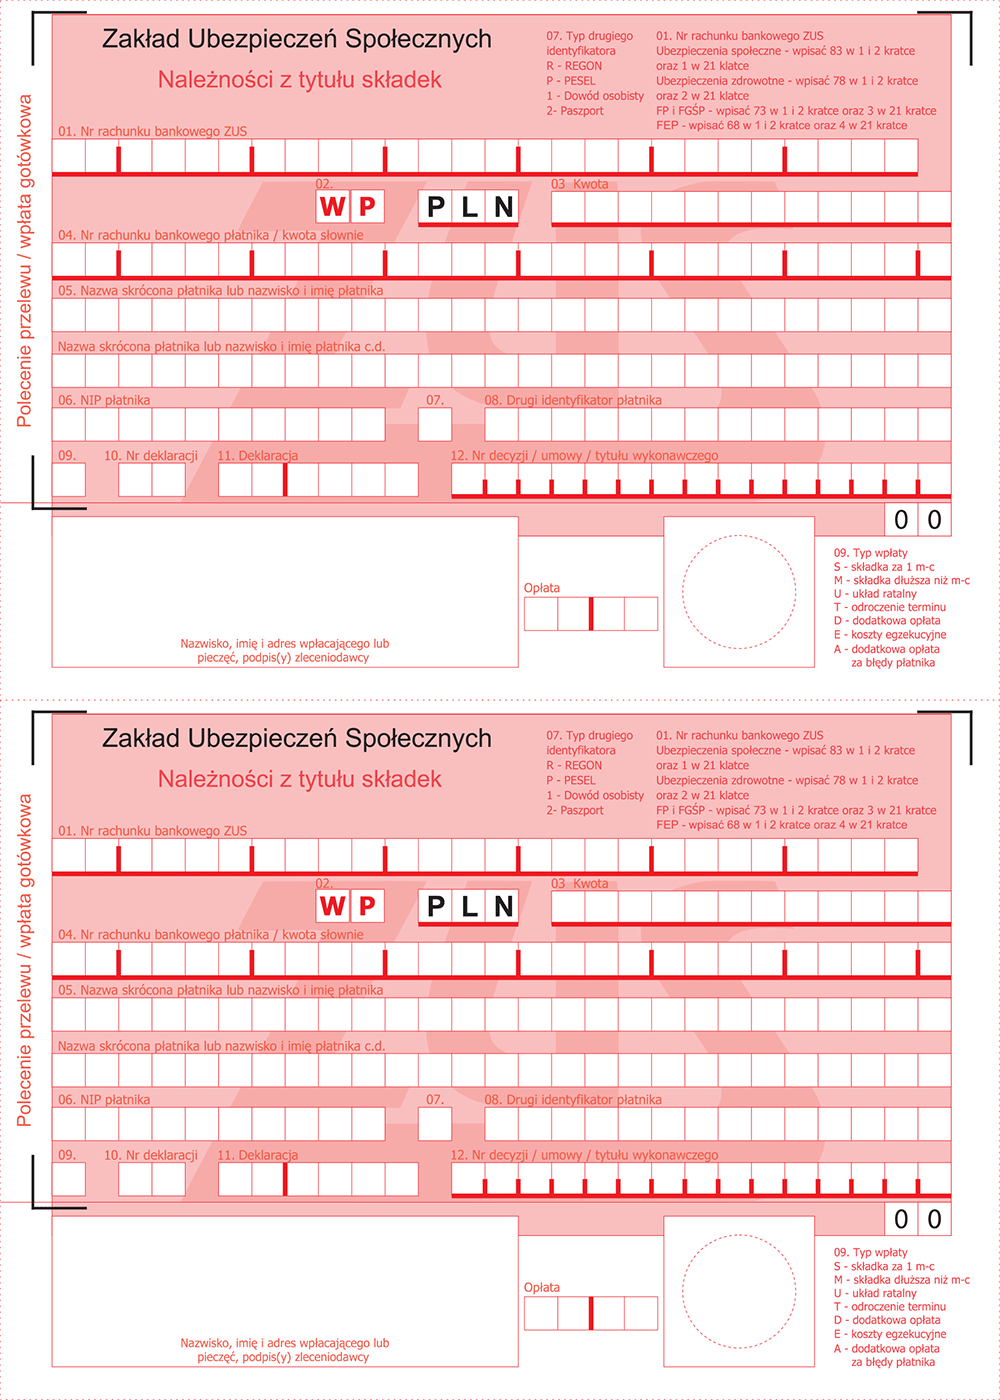 Zakład Ubezpieczeń Społecznych
Należności z tytułu składek
07. Typ drugiego
identyfikatora
R - REGON
P - PESEL
1 - Dowód osobisty
2- Paszport
01. Nr rachunku bankowego ZUS
Ubezpieczenia społeczne - wpisać 83 w 1 i 2 kratce
oraz 1 w 21 klatce
Ubezpieczenia zdrowotne - wpisać 78 w 1 i 2 kratce
oraz 2 w 21 klatce
FP i FGŚP - wpisać 73 w 1 i 2 kratce oraz 3 w 21 kratce
FEP - wpisać 68 w 1 i 2 kratce oraz 4 w 21 kratce
Polecenie przelewu / wpłata gotówkowa
01. Nr rachunku bankowego ZUS
ZUS
02.
WP
PLN
03 Kwota
04. Nr rachunku bankowego płatnika / kwota słownie
05. Nazwa skrócona płatnika lub nazwisko i imię płatnika
Nazwa skrócona płatnika lub nazwisko i imię płatnika c.d.
06. NIP płatnika
07.
08. Drugi identyfikator płatnika
09.
10. Nr deklaracji
11. Deklaracja
12. Nr decyzji / umowy / tytułu wykonawczego
0 0
Opłata
Nazwisko, imię i adres wpłacającego lub
pieczęć, podpis(y) zleceniodawcy
09. Typ wpłaty
S - składka za 1 m-c
M - składka dłuższa niż m-c
U - układ ratalny
T - odroczenie terminu
D - dodatkowa opłata
E - koszty egzekucyjne
A - dodatkowa opłata
za błędy płatnika
Zakład Ubezpieczeń Społecznych
Należności z tytułu składek
07. Typ drugiego
identyfikatora
R - REGON
P - PESEL
1 - Dowód osobisty
2- Paszport
01. Nr rachunku bankowego ZUS
Ubezpieczenia społeczne - wpisać 83 w 1 i 2 kratce
oraz 1 w 21 klatce
Ubezpieczenia zdrowotne - wpisać 78 w 1 i 2 kratce
oraz 2 w 21 klatce
FP i FGŚP - wpisać 73 w 1 i 2 kratce oraz 3 w 21 kratce
FEP - wpisać 68 w 1 i 2 kratce oraz 4 w 21 kratce
Polecenie przelewu / wpłata gotówkowa
01. Nr rachunku bankowego ZUS
ZUS
02.
WP
PLN
03 Kwota
04. Nr rachunku bankowego płatnika / kwota słownie
05. Nazwa skrócona płatnika lub nazwisko i imię płatnika
Nazwa skrócona płatnika lub nazwisko i imię płatnika c.d.
06. NIP płatnika
07.
08. Drugi identyfikator płatnika
09.
10. Nr deklaracji
11. Deklaracja
12. Nr decyzji / umowy / tytułu wykonawczego
0 0
Opłata
Nazwisko, imię i adres wpłacającego lub
pieczęć, podpis(y) zleceniodawcy
09. Typ wpłaty
S - składka za 1 m-c
M - składka dłuższa niż m-c
U - układ ratalny
T - odroczenie terminu
D - dodatkowa opłata
E - koszty egzekucyjne
A - dodatkowa opłata
za błędy płatnika